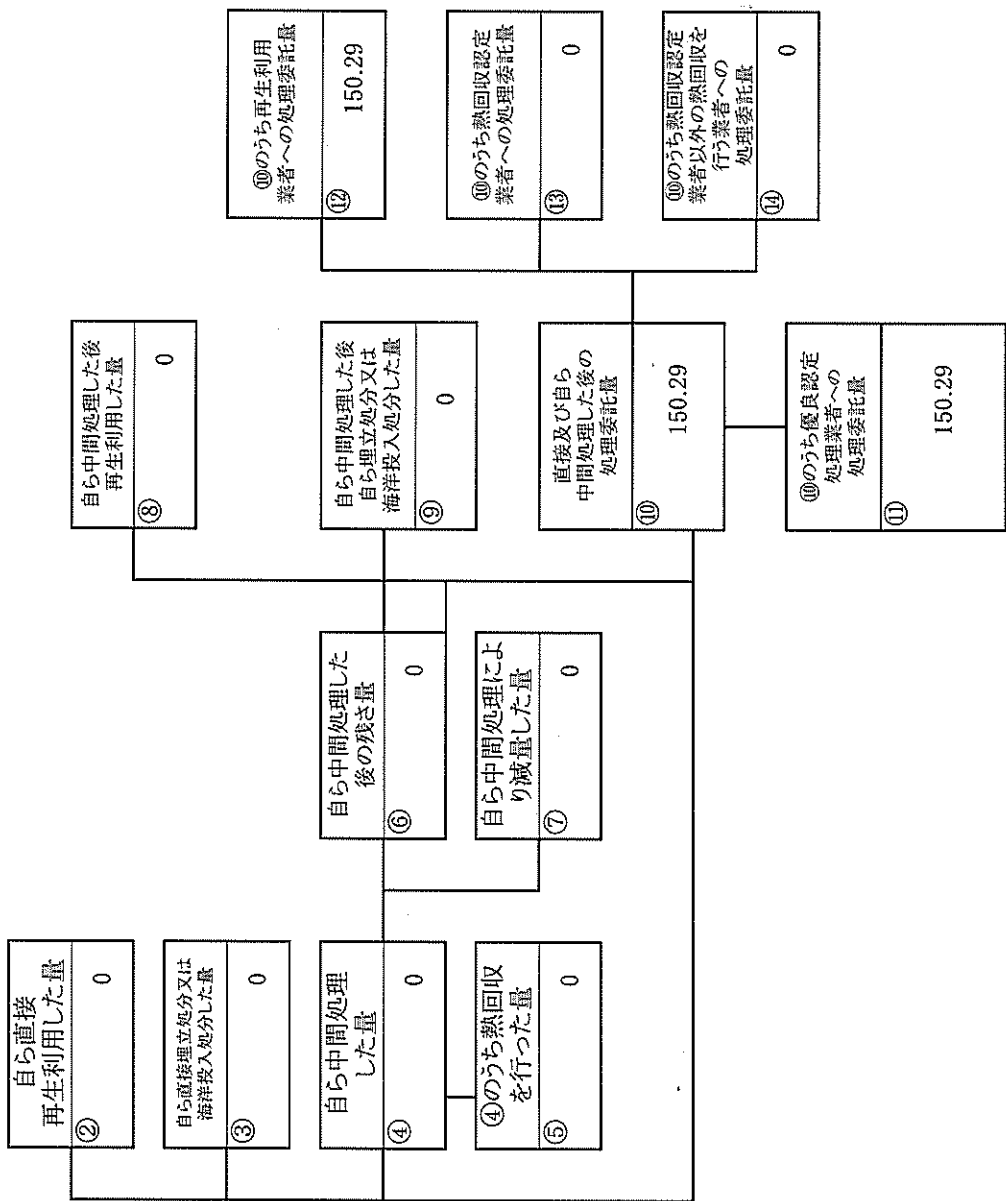 自ら直接
再生利用した量
②
0
自ら直接埋立処分又は
海洋投入処分した量
③
0
自ら中間処理
した量
④
0
④のうち熱回収
を行った量
⑤
0
自ら中間処理した
後の残さ量
⑥
0
自ら中間処理によ
り減量した量
⑦
0
自ら中間処理した後
再生利用した量
⑧
0
自ら中間処理した後
自ら埋立処分又は
海洋投入処分した量
⑨
0
直接及び自ら
中間処理した後の
処理委託量
⑩
150.29
⑩のうち優良認定
処理業者への
処理委託量
⑪
150.29
⑩のうち再生利用
業者への処理委託量
⑫
150.29
⑩のうち熱回収認定
業者への処理委託量
⑬
0
⑩のうち熱回収認定
業者以外の熱回収を
行う業者への
処理委託量
⑭
0